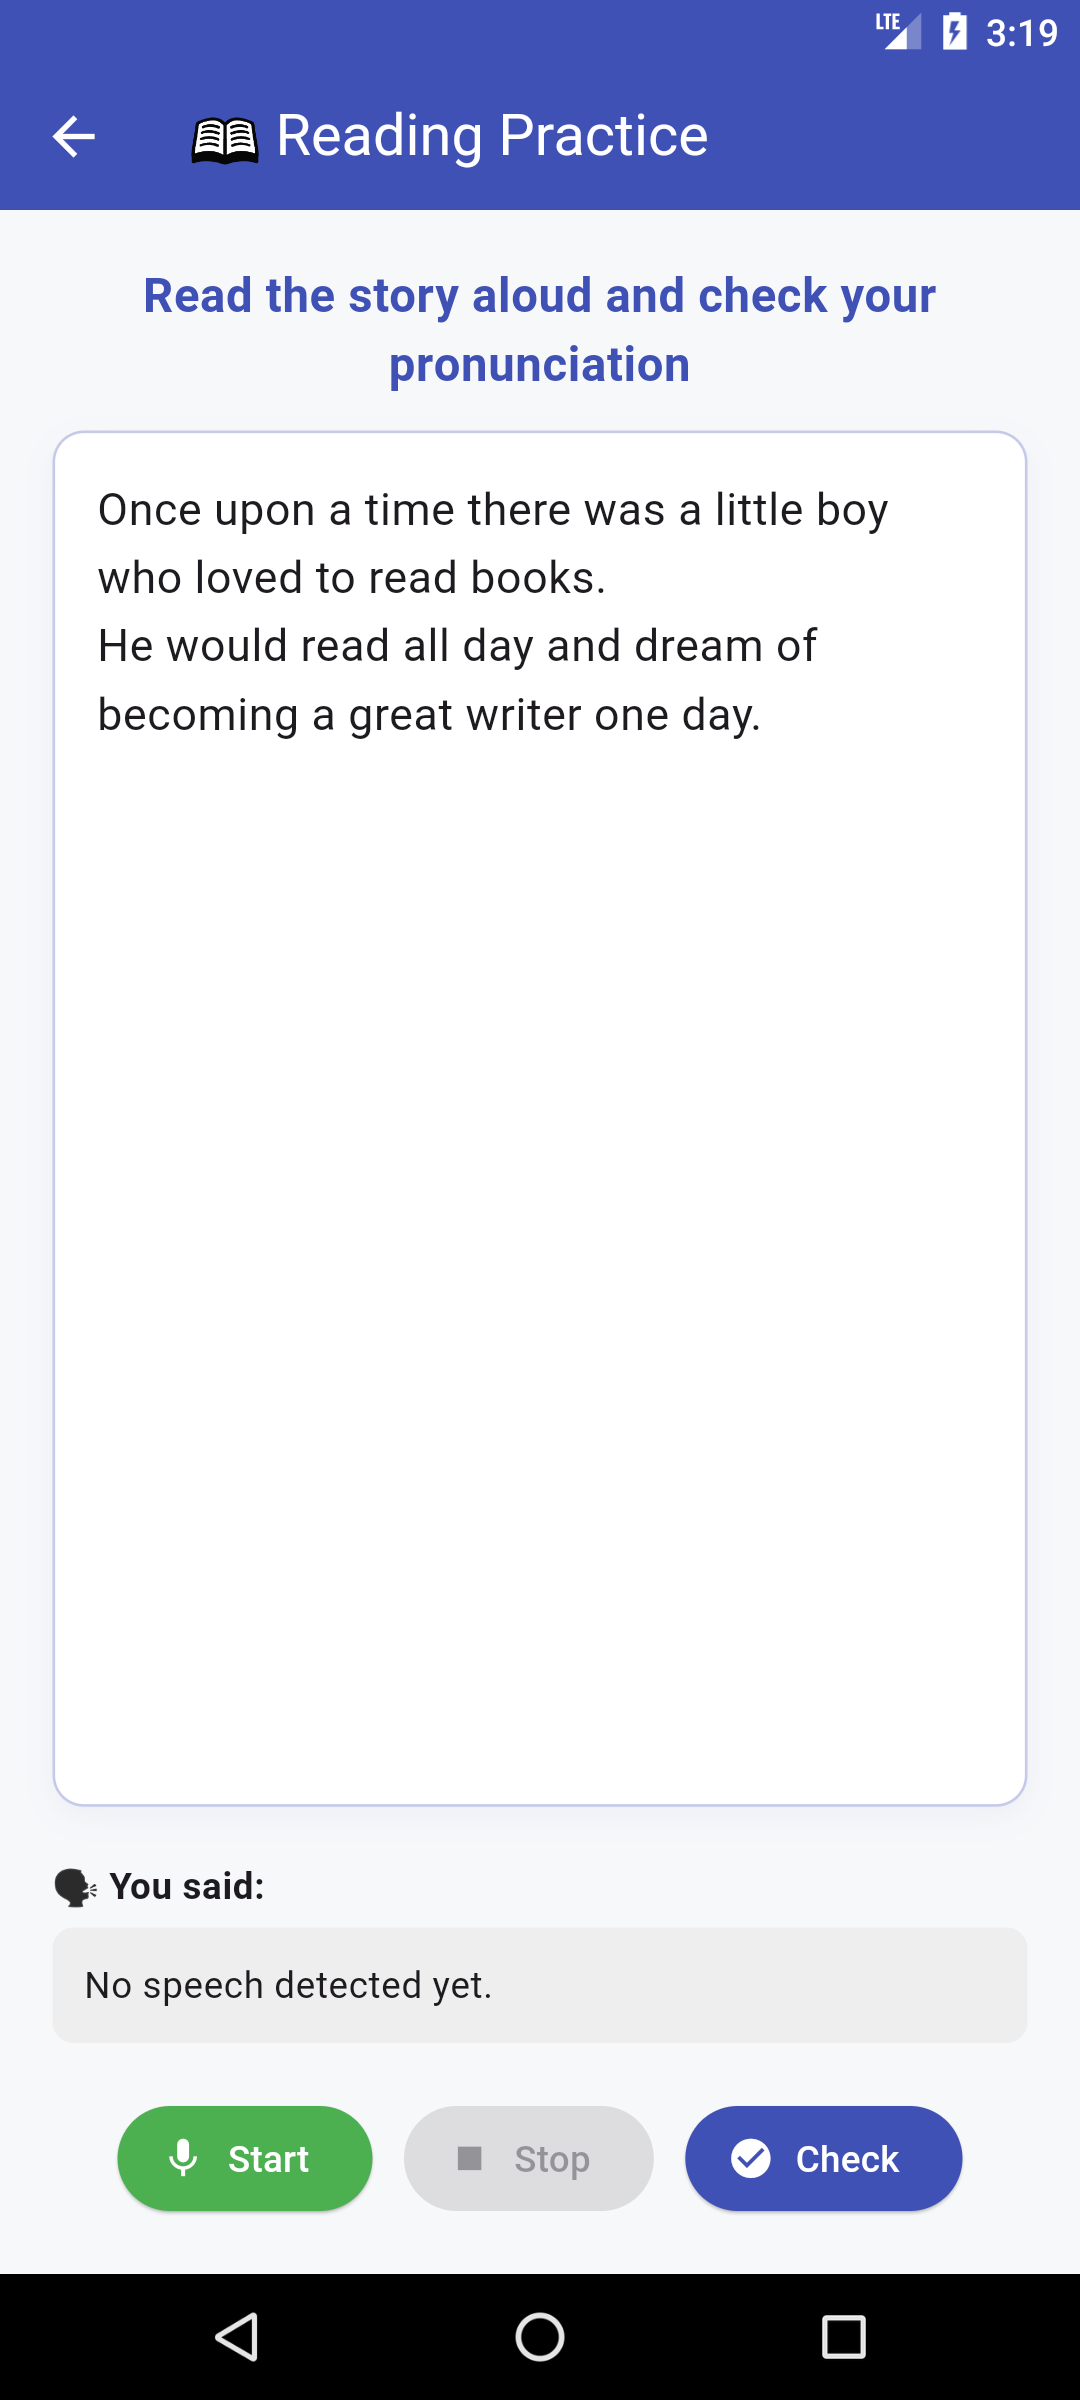 LTE 3:19
Reading Practice
Read the story aloud and check your
pronunciation
Once upon a time there was a little boy
who loved to read books.
He would read all day and dream of
becoming a great writer one day.
You said:
No speech detected yet.
Start Stop Check